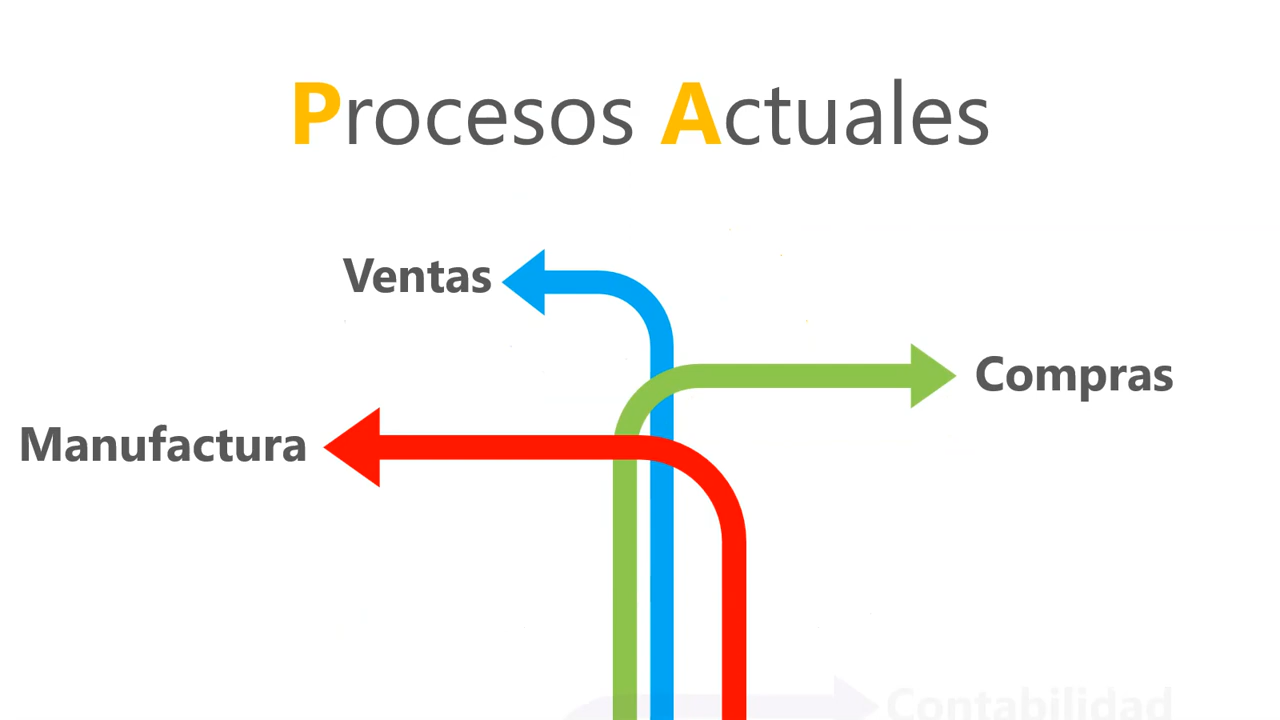 Procesos Actuales
Ventas
Compras
Manufactura
Contabilidad